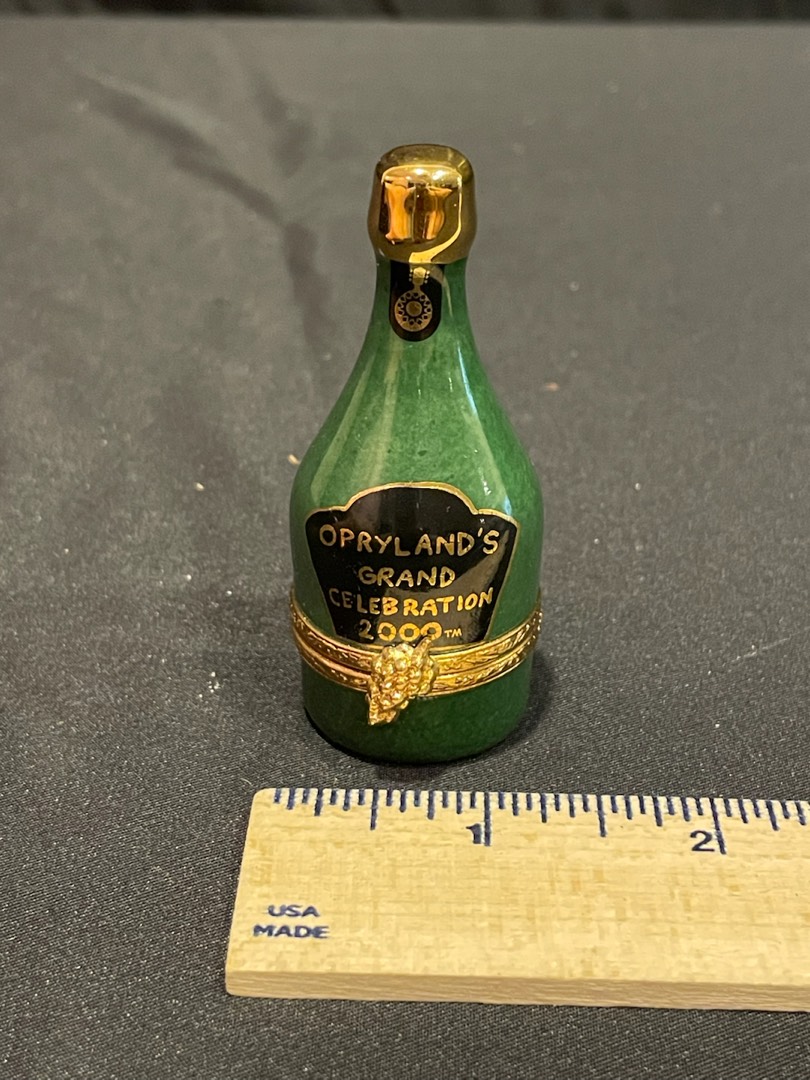 OPRYLAND'S
GRAND
CELEBRATION
2000™
1
2
USA
MADE